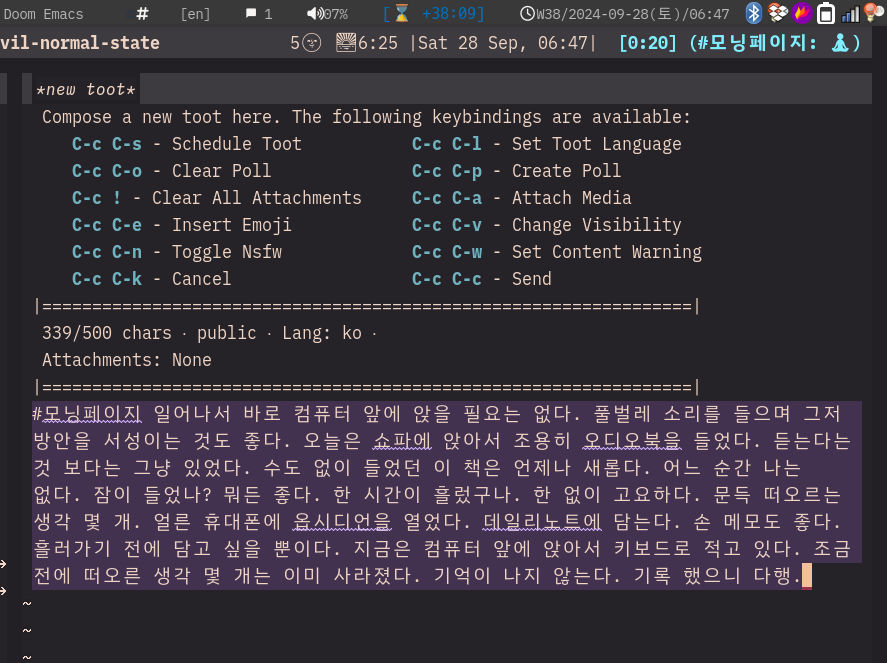 Doom Emacs # [en] 1 07% [⌛ +38:09] W38/2024-09-28(토)/06:47
vil-normal-state 5 6:25 |Sat 28 Sep, 06:47| [0:20] (#모닝페이지: )
*new toot*
Compose a new toot here. The following keybindings are available:
C-c C-s - Schedule Toot C-c C-l - Set Toot Language
C-c C-o - Clear Poll C-c C-p - Create Poll
C-c ! - Clear All Attachments C-c C-a - Attach Media
C-c C-e - Insert Emoji C-c C-v - Change Visibility
C-c C-n - Toggle Nsfw C-c C-w - Set Content Warning
C-c C-k - Cancel C-c C-c - Send
|=================================================================|
339/500 chars · public · Lang: ko ·
Attachments: None
|=================================================================|
#모닝페이지 일어나서 바로 컴퓨터 앞에 앉을 필요는 없다. 풀벌레 소리를 들으며 그저
방안을 서성이는 것도 좋다. 오늘은 쇼파에 앉아서 조용히 오디오북을 들었다. 듣는다는
것 보다는 그냥 있었다. 수도 없이 들었던 이 책은 언제나 새롭다. 어느 순간 나는
없다. 잠이 들었나? 뭐든 좋다. 한 시간이 흘렀구나. 한 없이 고요하다. 문득 떠오르는
생각 몇 개. 얼른 휴대폰에 옵시디언을 열었다. 데일리노트에 담는다. 손 메모도 좋다.
흘러가기 전에 담고 싶을 뿐이다. 지금은 컴퓨터 앞에 앉아서 키보드로 적고 있다. 조금
전에 떠오른 생각 몇 개는 이미 사라졌다. 기억이 나지 않는다. 기록 했으니 다행.
~
~
~